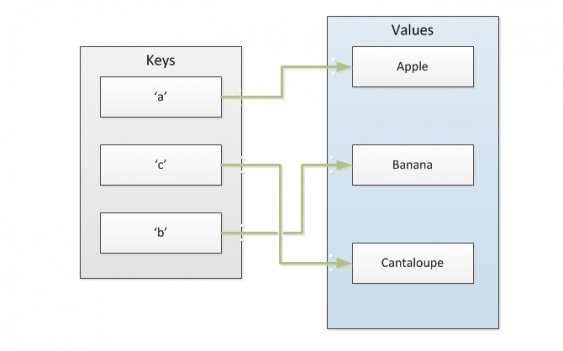 Keys
‘a’
‘c’
‘b’
Values
Apple
Banana
Cantaloupe